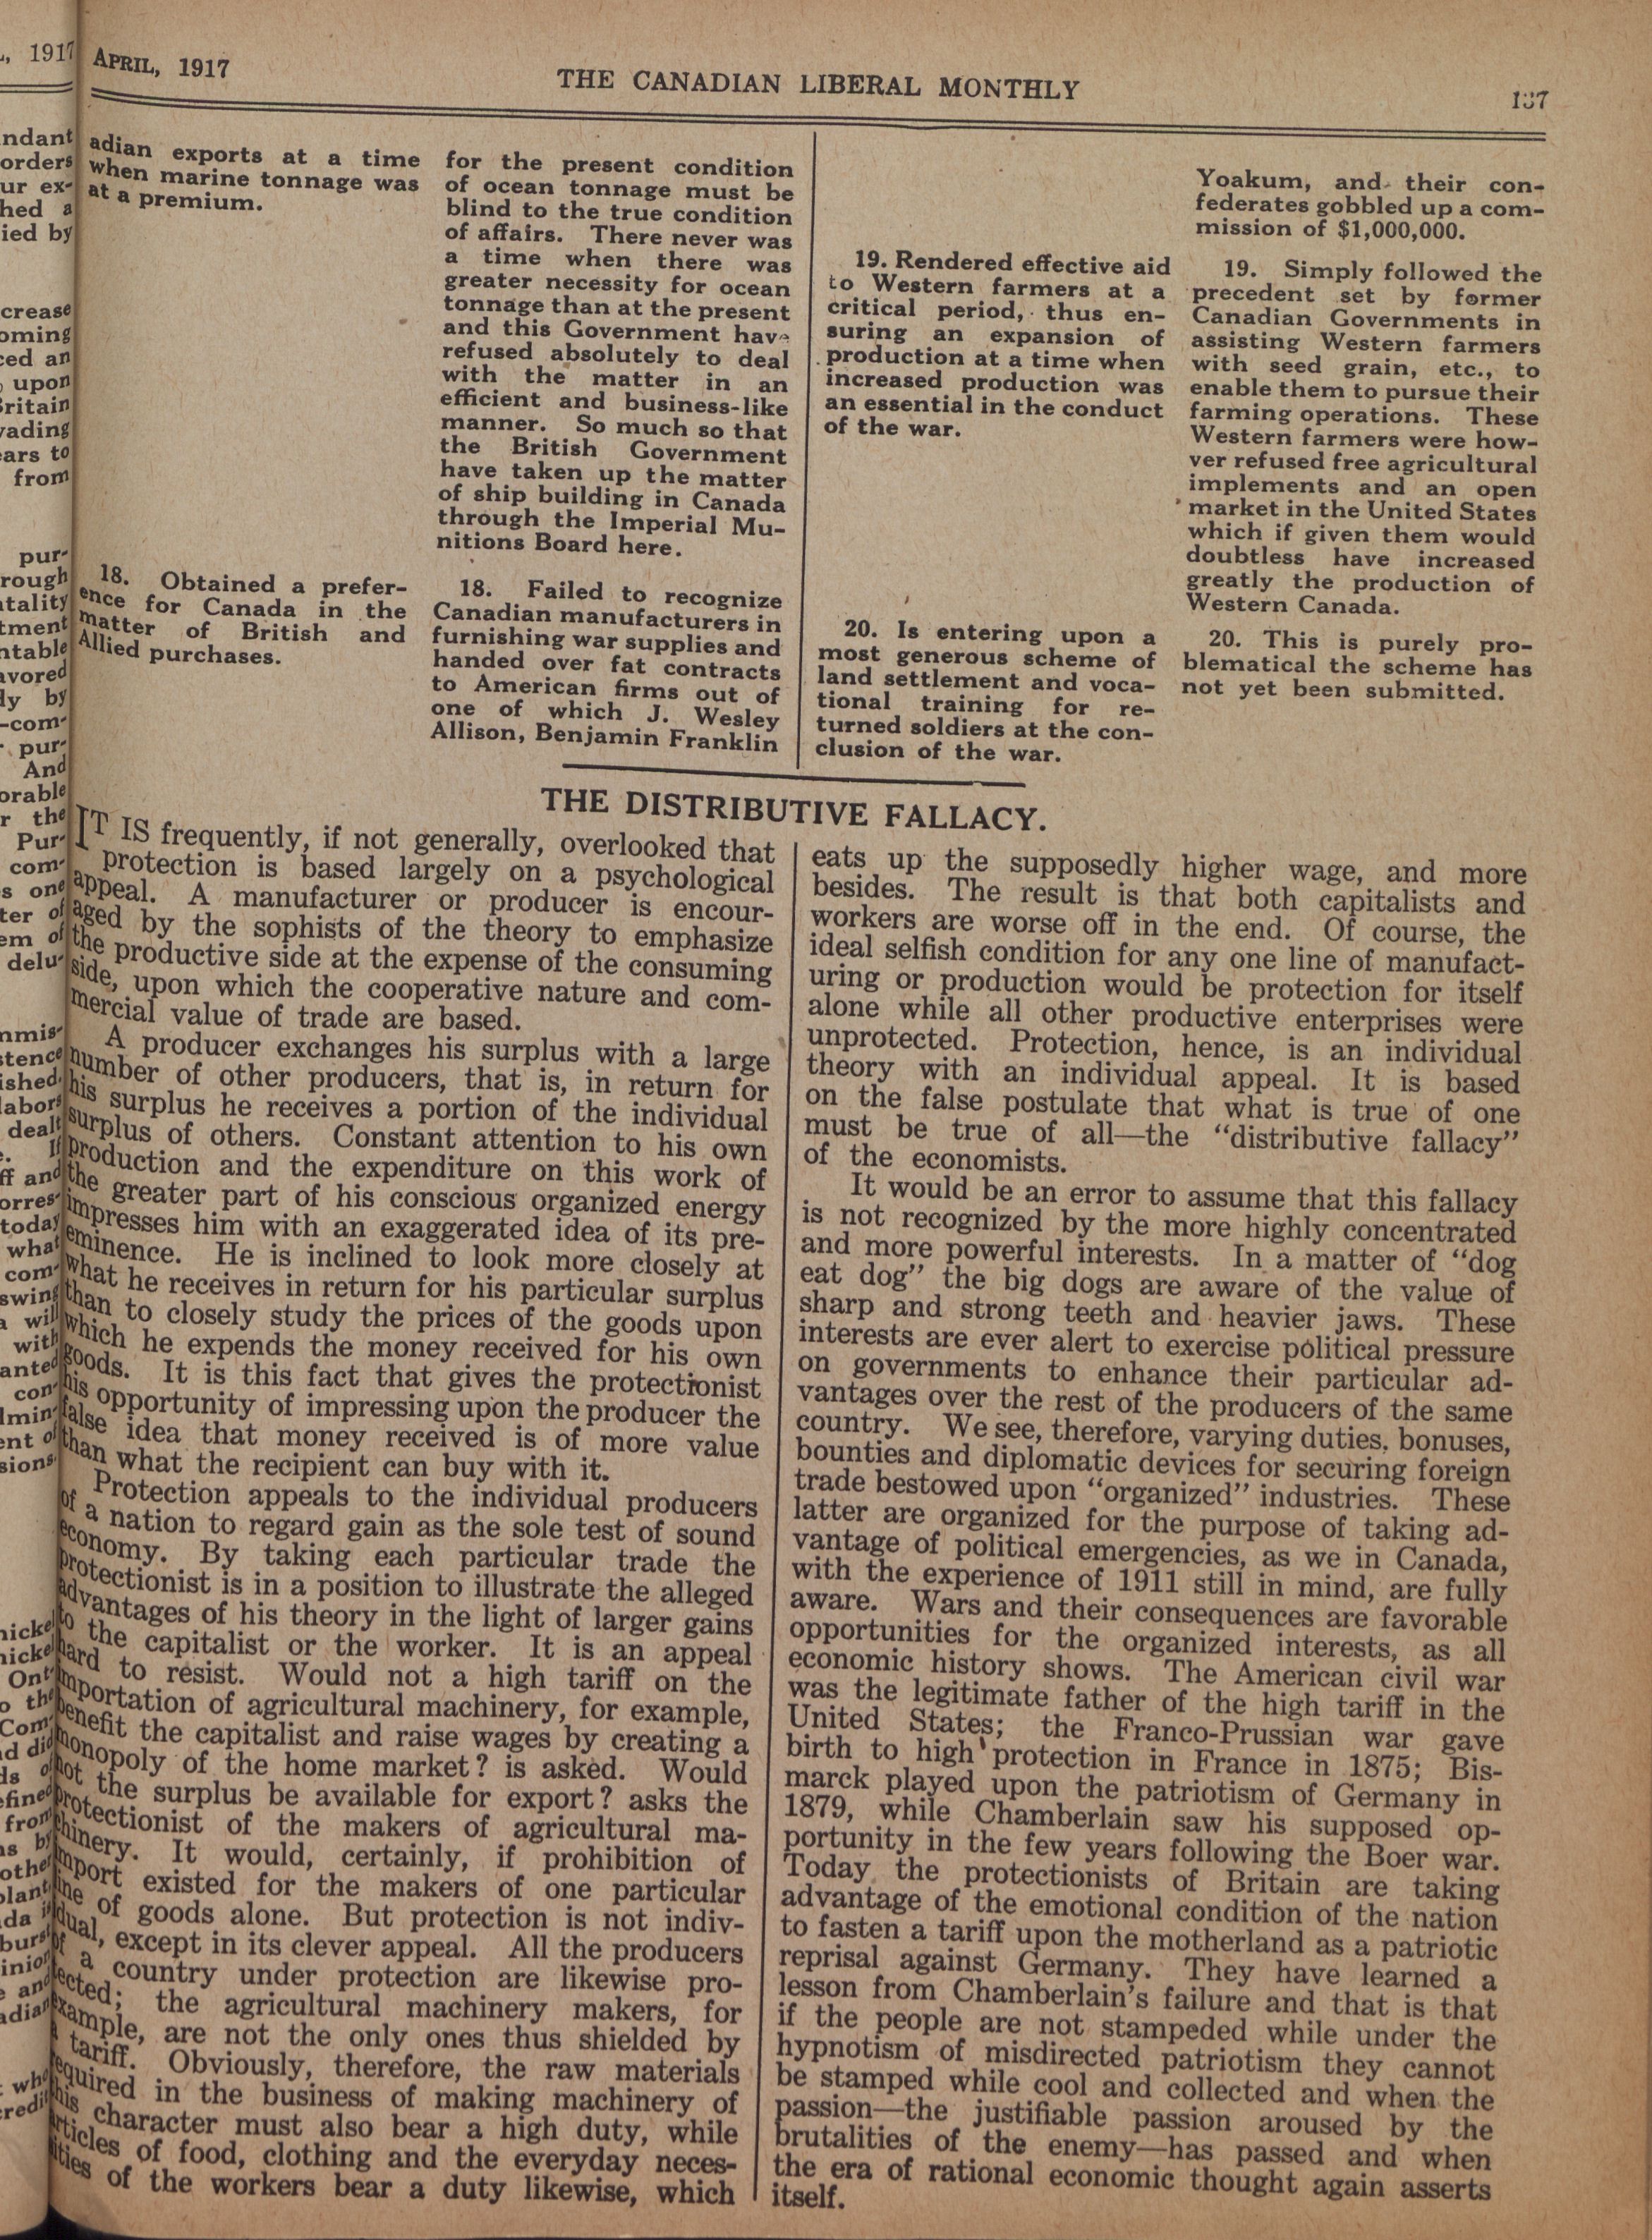 APRIL, 1917
THE CANADIAN LIBERAL MONTHLY
137
adian exports at a time
when marine tonnage was
at a premium.
for the present condition
of ocean tonnage must be
blind to the true condition
of affairs. There never was
a time when there was
greater necessity for ocean
tonnage than at the present
and this Government have
refused absolutely to deal
with the matter in an
efficient and business-like
manner. So much so that
the British Government
have taken up the matter
of ship building in Canada
through the Imperial Mu-
nitions Board here.
18. Obtained a prefer-
ence for Canada in the
matter of British and
Allied purchases.
18. Failed to recognize
Canadian manufacturers in
furnishing war supplies and
handed over fat contracts
to American firms out of
one of which J. Wesley
Allison, Benjamin Franklin
Yoakum, and their con-
federates gobbled up a com-
mission of $1,000,000.
19. Rendered effective aid
to Western farmers at a
critical period, thus en-
suring an expansion of
production at a time when
increased production was
an essential in the conduct
of the war.
19. Simply followed the
precedent set by former
Canadian Governments in
assisting Western farmers
with seed grain, etc., to
enable them to pursue their
farming operations. These
Western farmers were how-
ver refused free agricultural
implements and an open
market in the United States
which if given them would
doubtless have increased
greatly the production of
Western Canada.
20. Is entering upon a
most generous scheme of
land settlement and voca-
tional training for re-
turned soldiers at the con-
clusion of the war.
20. This is purely pro-
blematical the scheme has
not yet been submitted.
THE DISTRIBUTIVE FALLACY.
IT IS frequently, if not generally, overlooked that
protection is based largely on a psychological
appeal. A manufacturer or producer is encour-
aged by the sophists of the theory to emphasize
the productive side at the expense of the consuming
side, upon which the cooperative nature and com-
mercial value of trade are based.
A producer exchanges his surplus with a large
number of other producers, that is, in return for
his surplus he receives a portion of the individual
surplus of others. Constant attention to his own
production and the expenditure on this work of
the greater part of his conscious organized energy
impresses him with an exaggerated idea of its pre-
eminence. He is inclined to look more closely at
what he receives in return for his particular surplus
than to closely study the prices of the goods upon
which he expends the money received for his own
goods. It is this fact that gives the protectionist
his opportunity of impressing upon the producer the
false idea that money received is of more value
than what the recipient can buy with it.
Protection appeals to the individual producers
of a nation to regard gain as the sole test of sound
economy. By taking each particular trade the
protectionist is in a position to illustrate the alleged
advantages of his theory in the light of larger gains
to the capitalist or the worker. It is an appeal
hard to resist. Would not a high tariff on the
importation of agricultural machinery, for example,
benefit the capitalist and raise wages by creating a
monopoly of the home market? is asked. Would
not the surplus be available for export? asks the
protectionist of the makers of agricultural ma-
chinery. It would, certainly, if prohibition of
import existed for the makers of one particular
line of goods alone. But protection is not indiv-
idual, except in its clever appeal. All the producers
of a country under protection are likewise pro-
tected; the agricultural machinery makers, for
example, are not the only ones thus shielded by
a tariff. Obviously, therefore, the raw materials
required in the business of making machinery of
this character must also bear a high duty, while
articles of food, clothing and the everyday neces-
ities of the workers bear a duty likewise, which
eats up the supposedly higher wage, and more
besides. The result is that both capitalists and
workers are worse off in the end. Of course, the
ideal selfish condition for any one line of manufact-
uring or production would be protection for itself
alone while all other productive enterprises were
unprotected. Protection, hence, is an individual
theory with an individual appeal. It is based
on the false postulate that what is true of one
must be true of all—the "distributive fallacy"
of the economists.
It would be an error to assume that this fallacy
is not recognized by the more highly concentrated
and more powerful interests. In a matter of "dog
eat dog" the big dogs are aware of the value of
sharp and strong teeth and heavier jaws. These
interests are ever alert to exercise political pressure
on governments to enhance their particular ad-
vantages over the rest of the producers of the same
country. We see, therefore, varying duties, bonuses,
bounties and diplomatic devices for securing foreign
trade bestowed upon "organized" industries. These
latter are organized for the purpose of taking ad-
vantage of political emergencies, as we in Canada,
with the experience of 1911 still in mind, are fully
aware. Wars and their consequences are favorable
opportunities for the organized interests, as all
economic history shows. The American civil war
was the legitimate father of the high tariff in the
United States; the Franco-Prussian war gave
birth to high protection in France in 1875; Bis-
marck played upon the patriotism of Germany in
1879, while Chamberlain saw his supposed op-
portunity in the few years following the Boer war.
Today the protectionists of Britain are taking
advantage of the emotional condition of the nation
to fasten a tariff upon the motherland as a patriotic
reprisal against Germany. They have learned a
lesson from Chamberlain's failure and that is that
if the people are not stampeded while under the
hypnotism of misdirected patriotism they cannot
be stamped while cool and collected and when the
passion—the justifiable passion aroused by the
brutalities of the enemy—has passed and when
the era of rational economic thought again asserts
itself.